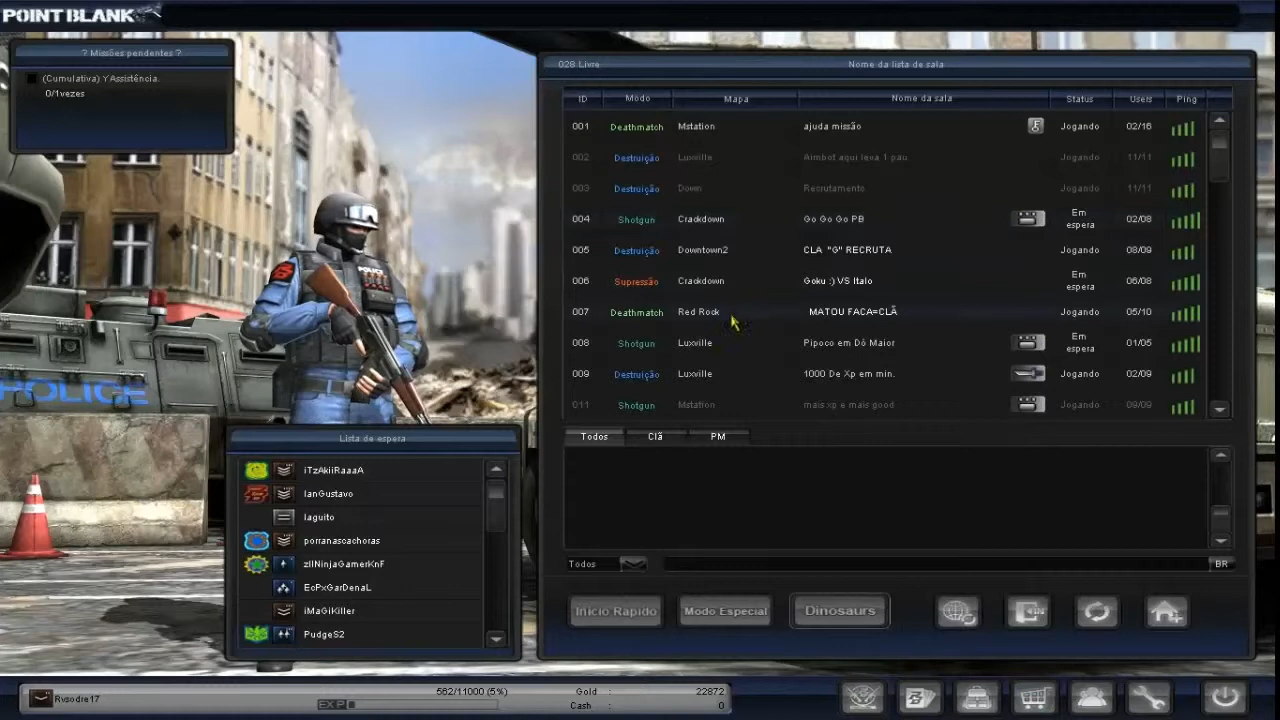 POINT BLANK
? Missões pendentes ?
(Cumulativa) Y Assistência.
0/1vezes
028 Livre
Nome da lista de sala
ID Modo Mapa Nome da sala Status Users Ping
001 Deathmatch Mstation ajuda missão Jogando 02/16
002 Destruição Luxville Aimbot aqui leva 1 pau Jogando 11/11
003 Destruição Down Recrutamento Jogando 11/11
004 Shotgun Crackdown Go Go Go PB Em espera 02/08
005 Destruição Downtown2 CLA "G" RECRUTA Jogando 08/09
006 Supressão Crackdown Goku :) VS Italo Em espera 06/08
007 Deathmatch Red Rock MATOU FACA=CLÃ Jogando 05/10
008 Shotgun Luxville Pipoco em Dó Maior Em espera 01/05
009 Destruição Luxville 1000 De Xp em min. Jogando 02/09
011 Shotgun Mstation mais xp e mais good Jogando 09/09
POLICE
POLICE
Lista de espera
iTzAkiiRaaaA
IanGustavo
Iaguito
porranascachoras
zIINinjaGamerKnF
EcPxGarDenaL
iMaGiKiller
PudgeS2
Todos Clã PM
Todos
BR
Início Rapido Modo Especial Dinosaurs
Rvsodre17
562/11000 (5%)
EXP
Gold : 22872
Cash : 0